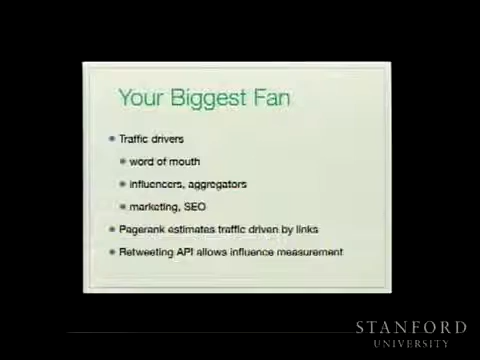 Your Biggest Fan
Traffic drivers
word of mouth
influencers, aggregators
marketing, SEO
Pagerank estimates traffic driven by links
Retweeting API allows influence measurement
STANFORD
UNIVERSITY